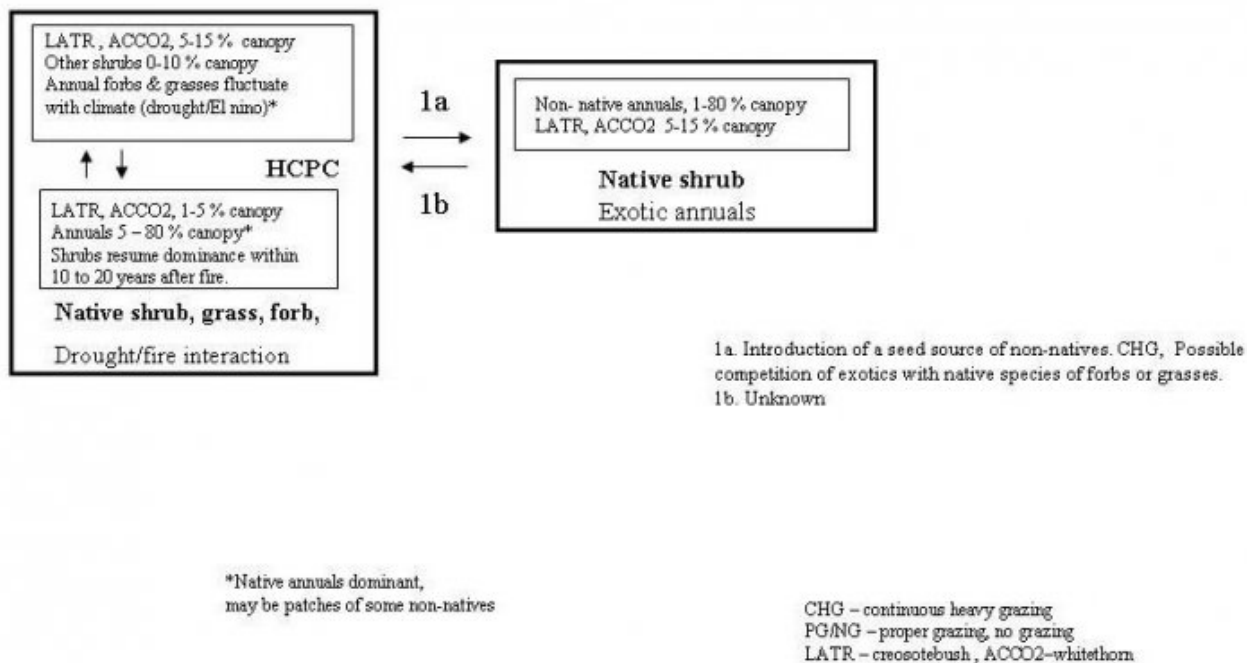 LATR , ACCO2, 5-15 % canopy
Other shrubs 0-10 % canopy
Annual forbs & grasses fluctuate
with climate (drought/El nino)*
HCPC
LATR, ACCO2, 1-5 % canopy
Annuals 5 – 80 % canopy*
Shrubs resume dominance within
10 to 20 years after fire.
Native shrub, grass, forb,
Drought/fire interaction
1a
1b
Non- native annuals, 1-80 % canopy
LATR, ACCO2 5-15 % canopy
Native shrub
Exotic annuals
1a. Introduction of a seed source of non-natives. CHG, Possible
competition of exotics with native species of forbs or grasses.
1b. Unknown
*Native annuals dominant,
may be patches of some non-natives
CHG – continuous heavy grazing
PG/NG – proper grazing, no grazing
LATR – creosotebush , ACCO2–whitethorn